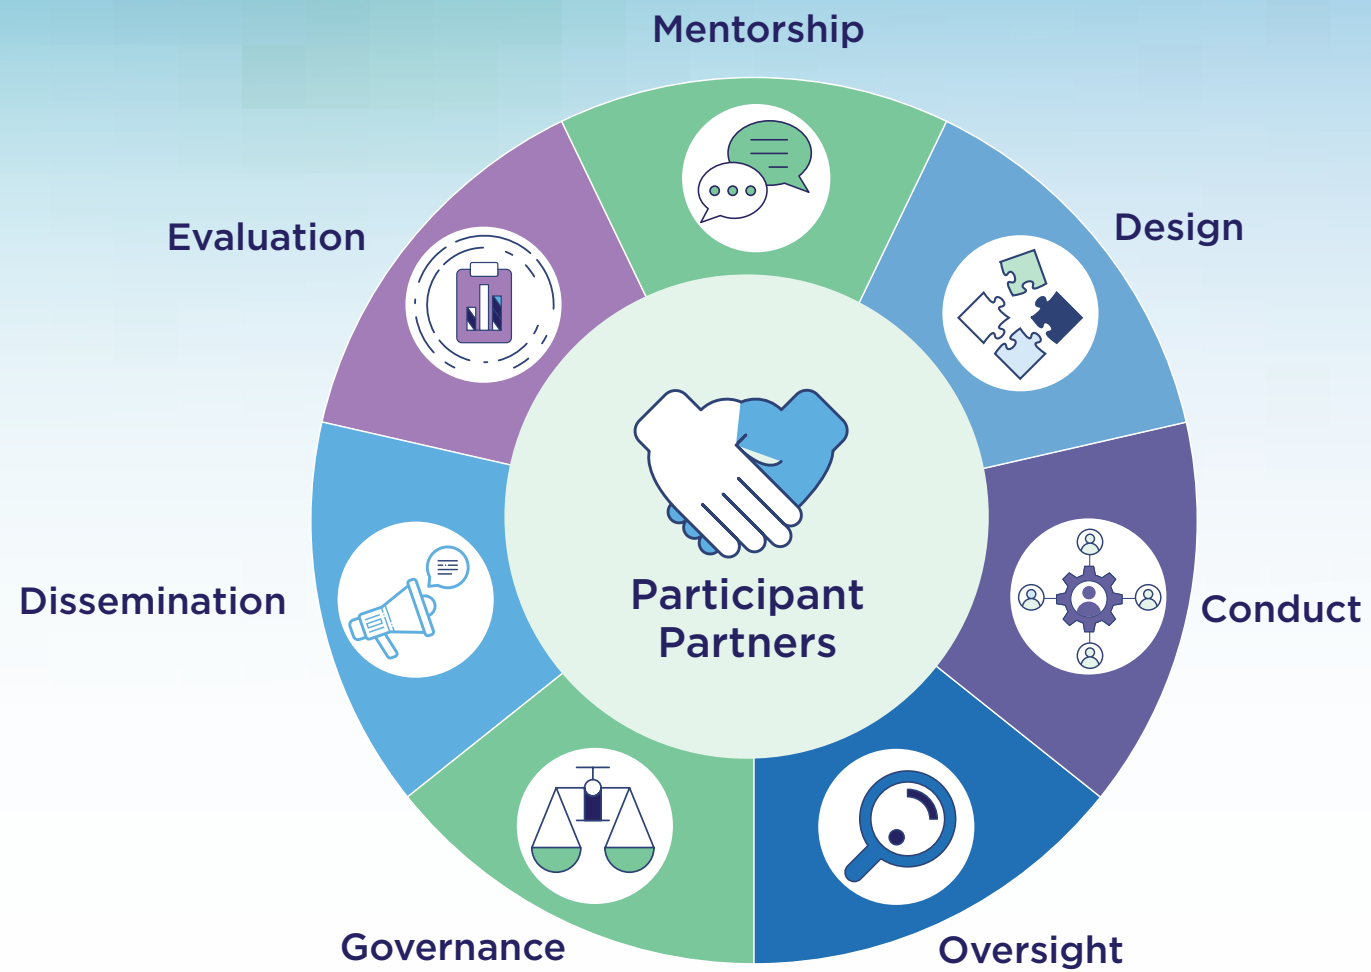 Mentorship
Design
Conduct
Oversight
Governance
Dissemination
Evaluation
Participant
Partners